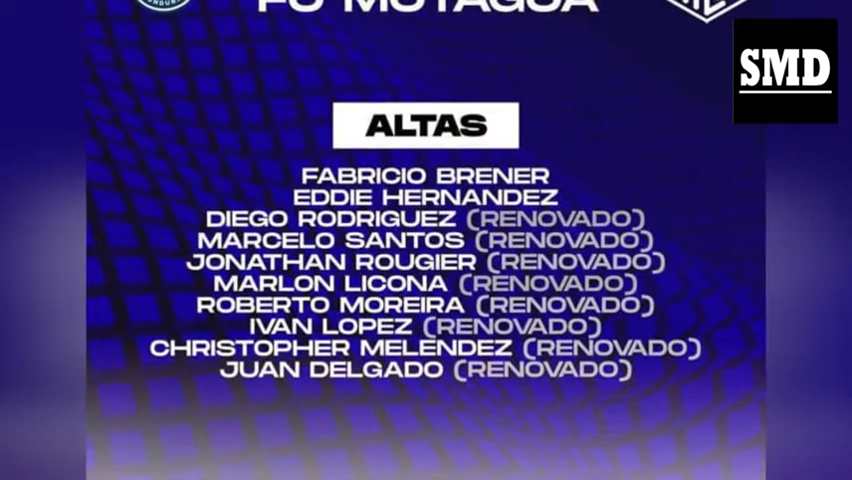 FC MOTAGUA
SMD
ALTAS
FABRICIO BRENER
EDDIE HERNANDEZ
DIEGO RODRIGUEZ (RENOVADO)
MARCELO SANTOS (RENOVADO)
JONATHAN ROUGIER (RENOVADO)
MARLON LICONA (RENOVADO)
ROBERTO MOREIRA (RENOVADO)
IVAN LOPEZ (RENOVADO)
CHRISTOPHER MELENDEZ (RENOVADO)
JUAN DELGADO (RENOVADO)